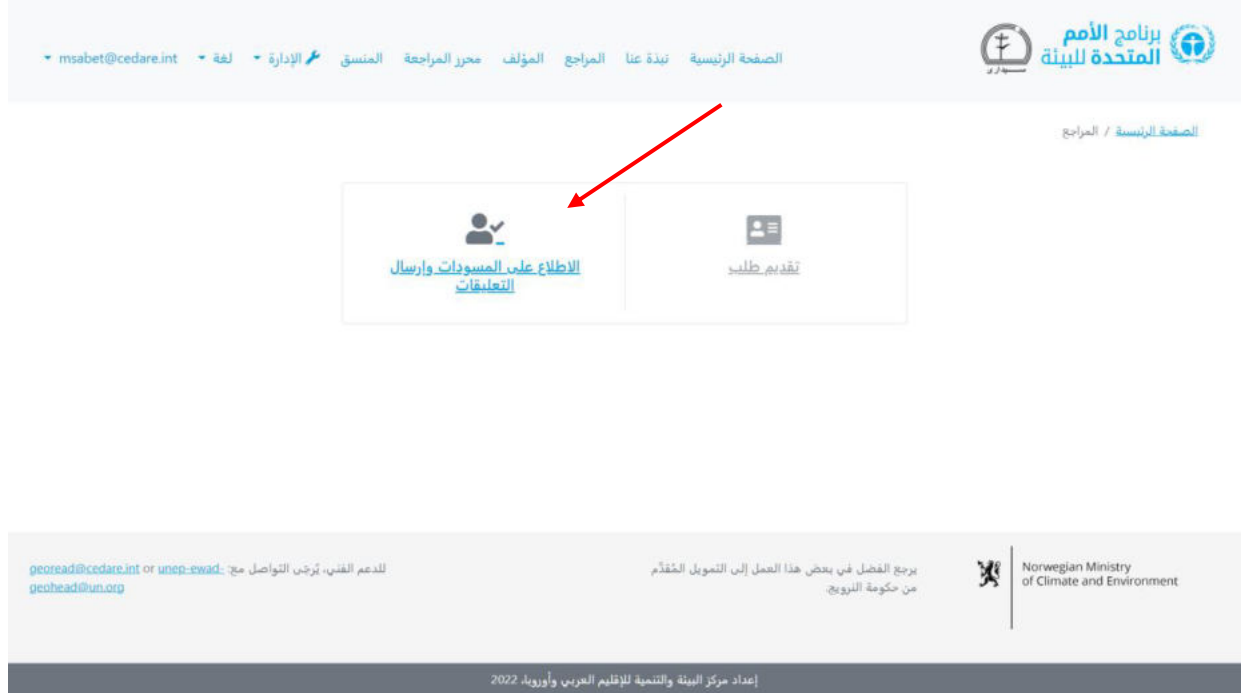 برنامج الأمم
المتحدة للبيئة
سيداري
الصفحة الرئيسية نبذة عنا المراجع المؤلف محرر المراجعة المنسق الإدارة لغة msabet@cedare.int
الصفحة الرئيسية / المراجع
تقديم طلب
الاطلاع على المسودات وإرسال
التعليقات
Norwegian Ministry
of Climate and Environment
يرجع الفضل في بعض هذا العمل إلى التمويل المُقدَّم
من حكومة النرويج.
للدعم الفني، يُرجى التواصل مع: georead@cedare.int or unep-ewad-
geohead@un.org
إعداد مركز البيئة والتنمية للإقليم العربي وأوروبا، 2022